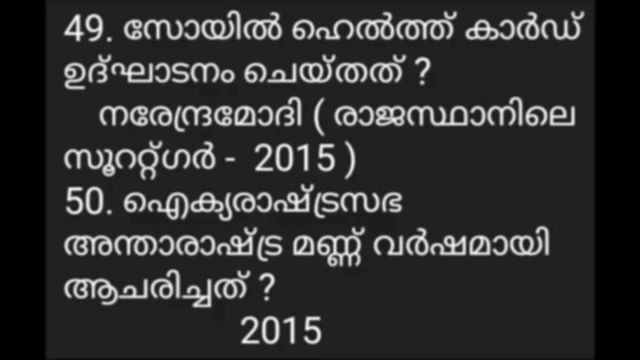 49. സോയിൽ ഹെൽത്ത് കാർഡ്
ഉദ്ഘാടനം ചെയ്തത് ?
നരേന്ദ്രമോദി ( രാജസ്ഥാനിലെ
സൂററ്റ്ഗർ - 2015 )
50. ഐക്യരാഷ്ട്രസഭ
അന്താരാഷ്ട്ര മണ്ണ് വർഷമായി
ആചരിച്ചത് ?
2015